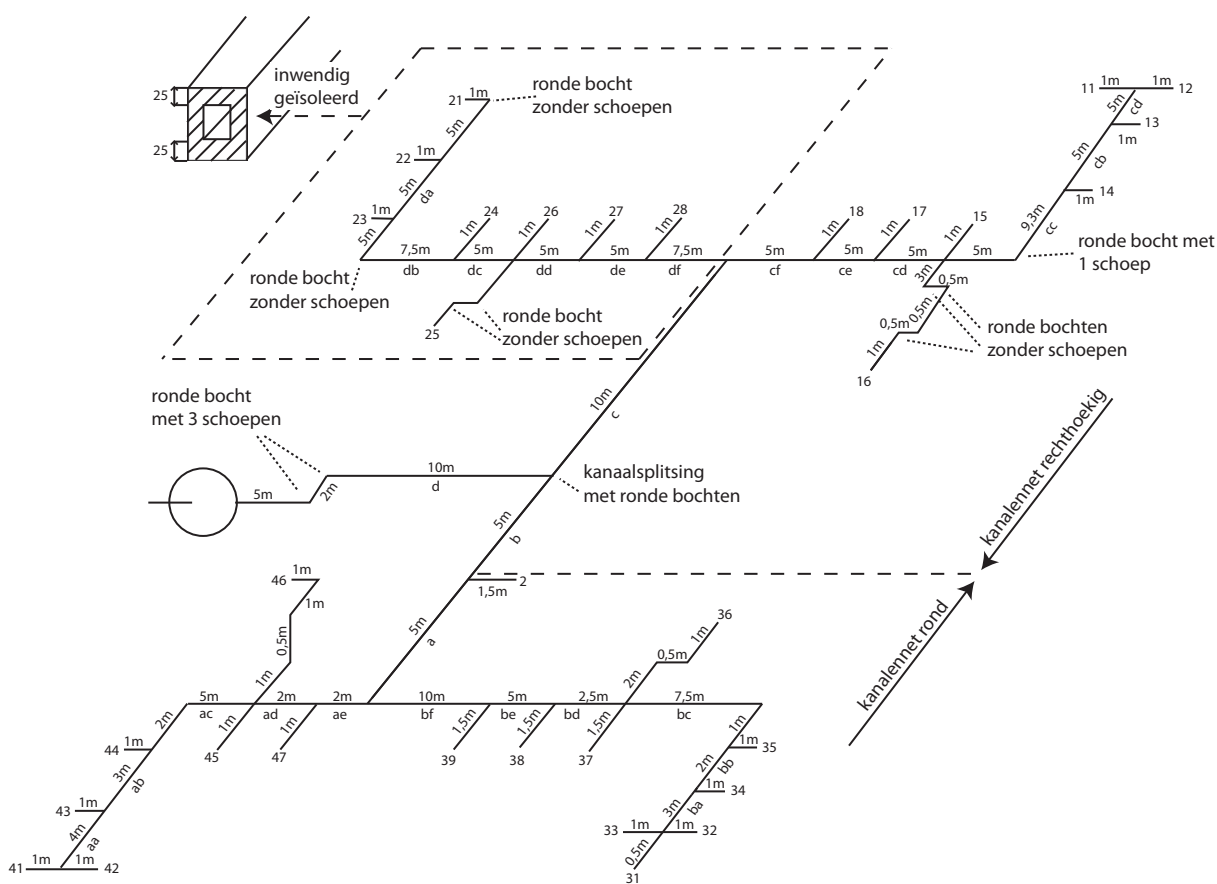 25
25
inwendig
geïsoleerd
ronde bocht
zonder schoepen
21
1m
5m
22
1m
5m
da
23
1m
5m
24
1m
26
1m
27
1m
28
1m
7,5m
db
5m
dc
5m
dd
5m
de
7,5m
df
ronde bocht
zonder schoepen
25
ronde bocht
zonder schoepen
11
1m
1m
12
5m
cd
13
1m
5m
cb
14
1m
9,3m
cc
18
1m
17
1m
15
1m
5m
cf
5m
ce
5m
cd
5m
ronde bocht met
1 schoep
3m
0,5m
0,5m
0,5m
1m
16
ronde bochten
zonder schoepen
10m
c
ronde bocht
met 3 schoepen
5m
2m
10m
d
kanaalsplitsing
met ronde bochten
kanalennet rechthoekig
kanalennet rond
5m
b
2
1,5m
5m
a
46
1m
1m
0,5m
1m
5m
ac
2m
ad
2m
ae
10m
bf
5m
be
2,5m
bd
7,5m
bc
36
1m
0,5m
2m
2m
44
1m
3m
ab
43
1m
4m
aa
41
1m
1m
42
1m
45
1m
47
1,5m
39
1,5m
38
1,5m
37
1m
1m
35
2m
bb
1m
34
3m
ba
33
1m
1m
32
0,5m
31